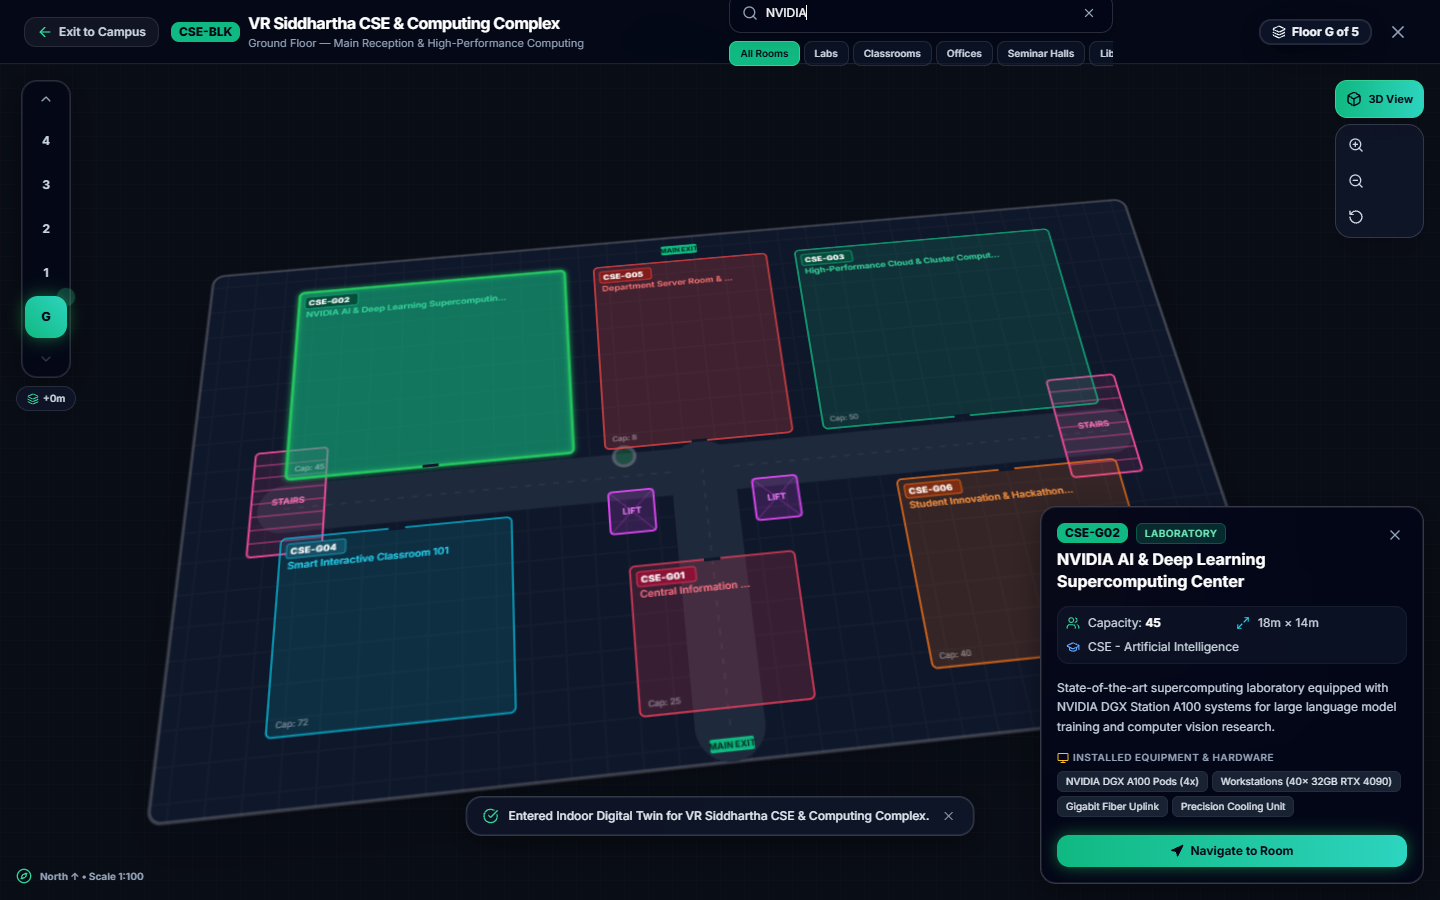 Exit to Campus
CSE-BLK
VR Siddhartha CSE & Computing Complex
Ground Floor — Main Reception & High-Performance Computing
NVIDIA
All Rooms
Labs
Classrooms
Offices
Seminar Halls
Lib
Floor G of 5
4
3
2
1
G
+0m
3D View
MAIN EXIT
CSE-G02
NVIDIA AI & Deep Learning Supercomputin...
Cap: 45
CSE-G05
Department Server Room & ...
Cap: 8
CSE-G03
High-Performance Cloud & Cluster Comput...
Cap: 50
STAIRS
STAIRS
LIFT
LIFT
CSE-G04
Smart Interactive Classroom 101
Cap: 72
CSE-G01
Central Information ...
Cap: 25
CSE-G06
Student Innovation & Hackathon...
Cap: 40
MAIN EXIT
CSE-G02
LABORATORY
NVIDIA AI & Deep Learning
Supercomputing Center
Capacity: 45
18m × 14m
CSE - Artificial Intelligence
State-of-the-art supercomputing laboratory equipped with
NVIDIA DGX Station A100 systems for large language model
training and computer vision research.
INSTALLED EQUIPMENT & HARDWARE
NVIDIA DGX A100 Pods (4x)
Workstations (40× 32GB RTX 4090)
Gigabit Fiber Uplink
Precision Cooling Unit
Navigate to Room
Entered Indoor Digital Twin for VR Siddhartha CSE & Computing Complex.
North ↑ • Scale 1:100